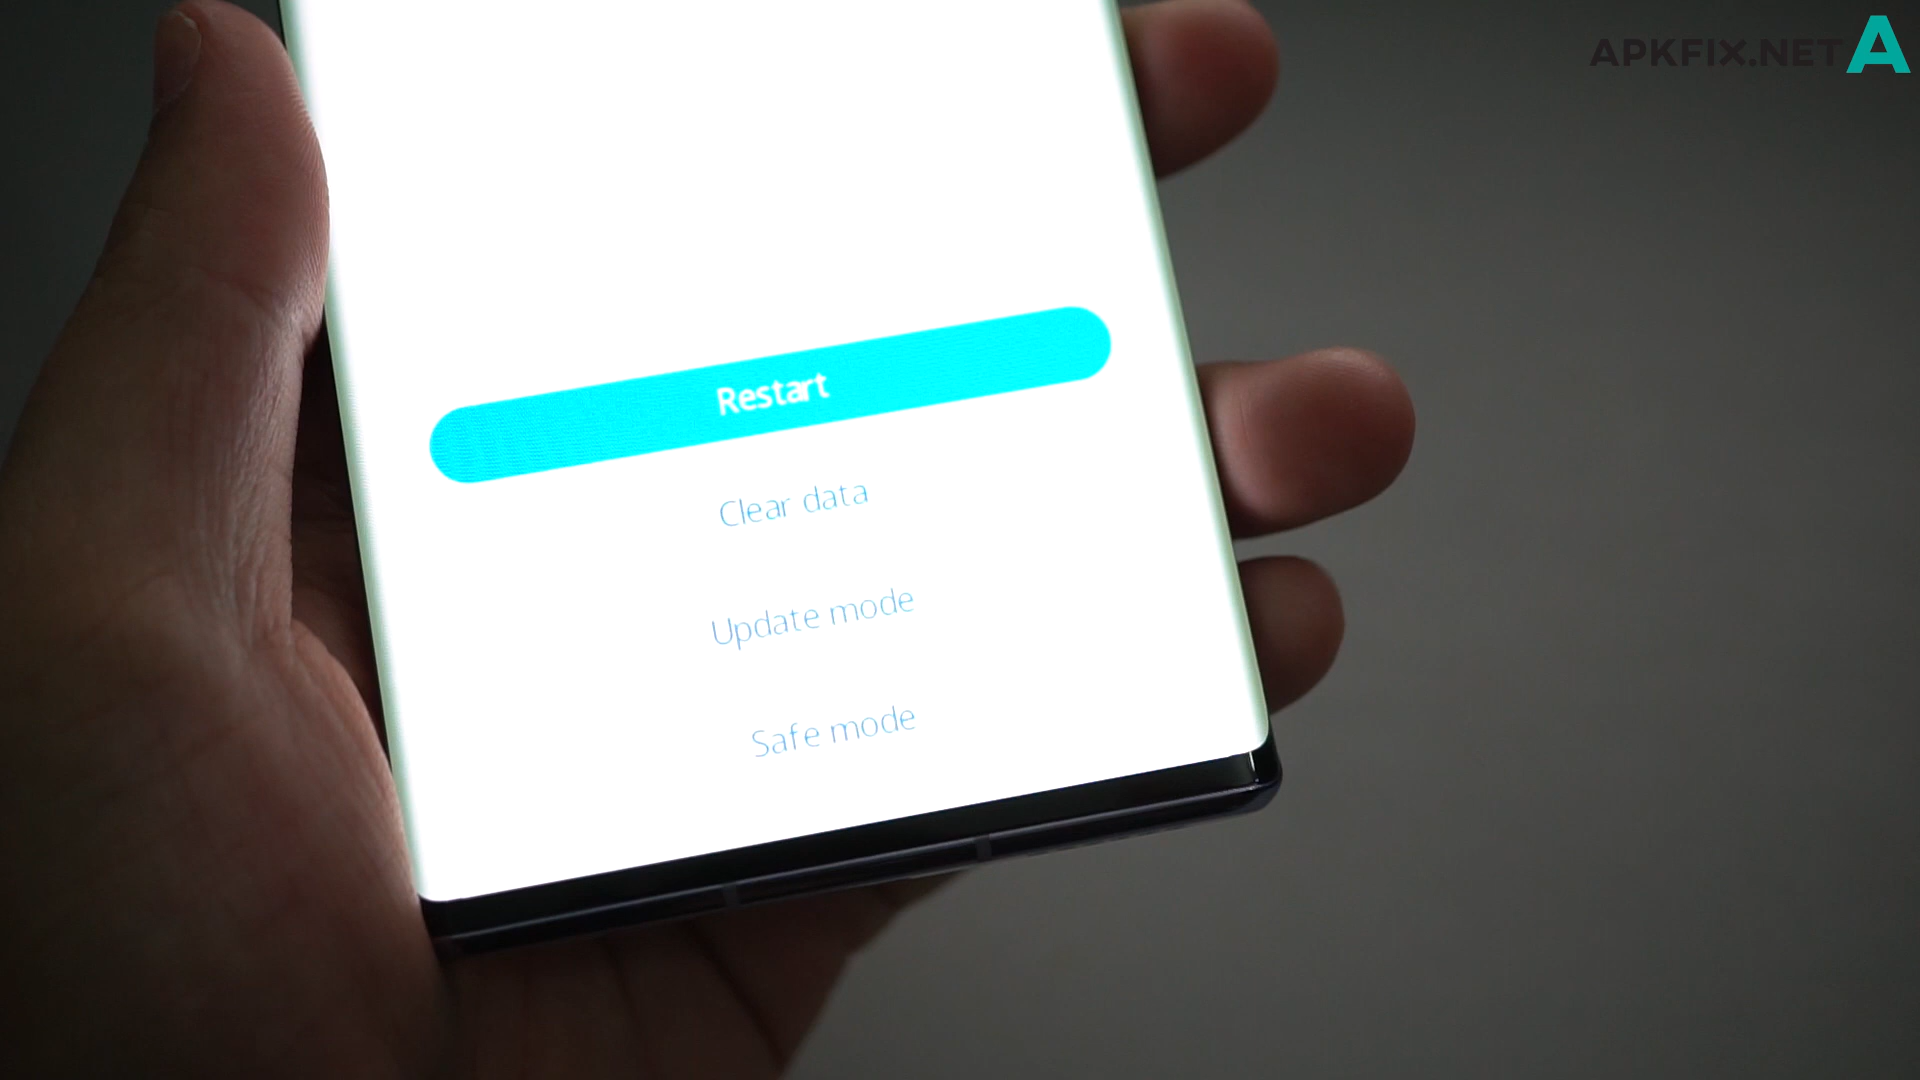 APKFIX.NET A
Restart
Clear data
Update mode
Safe mode